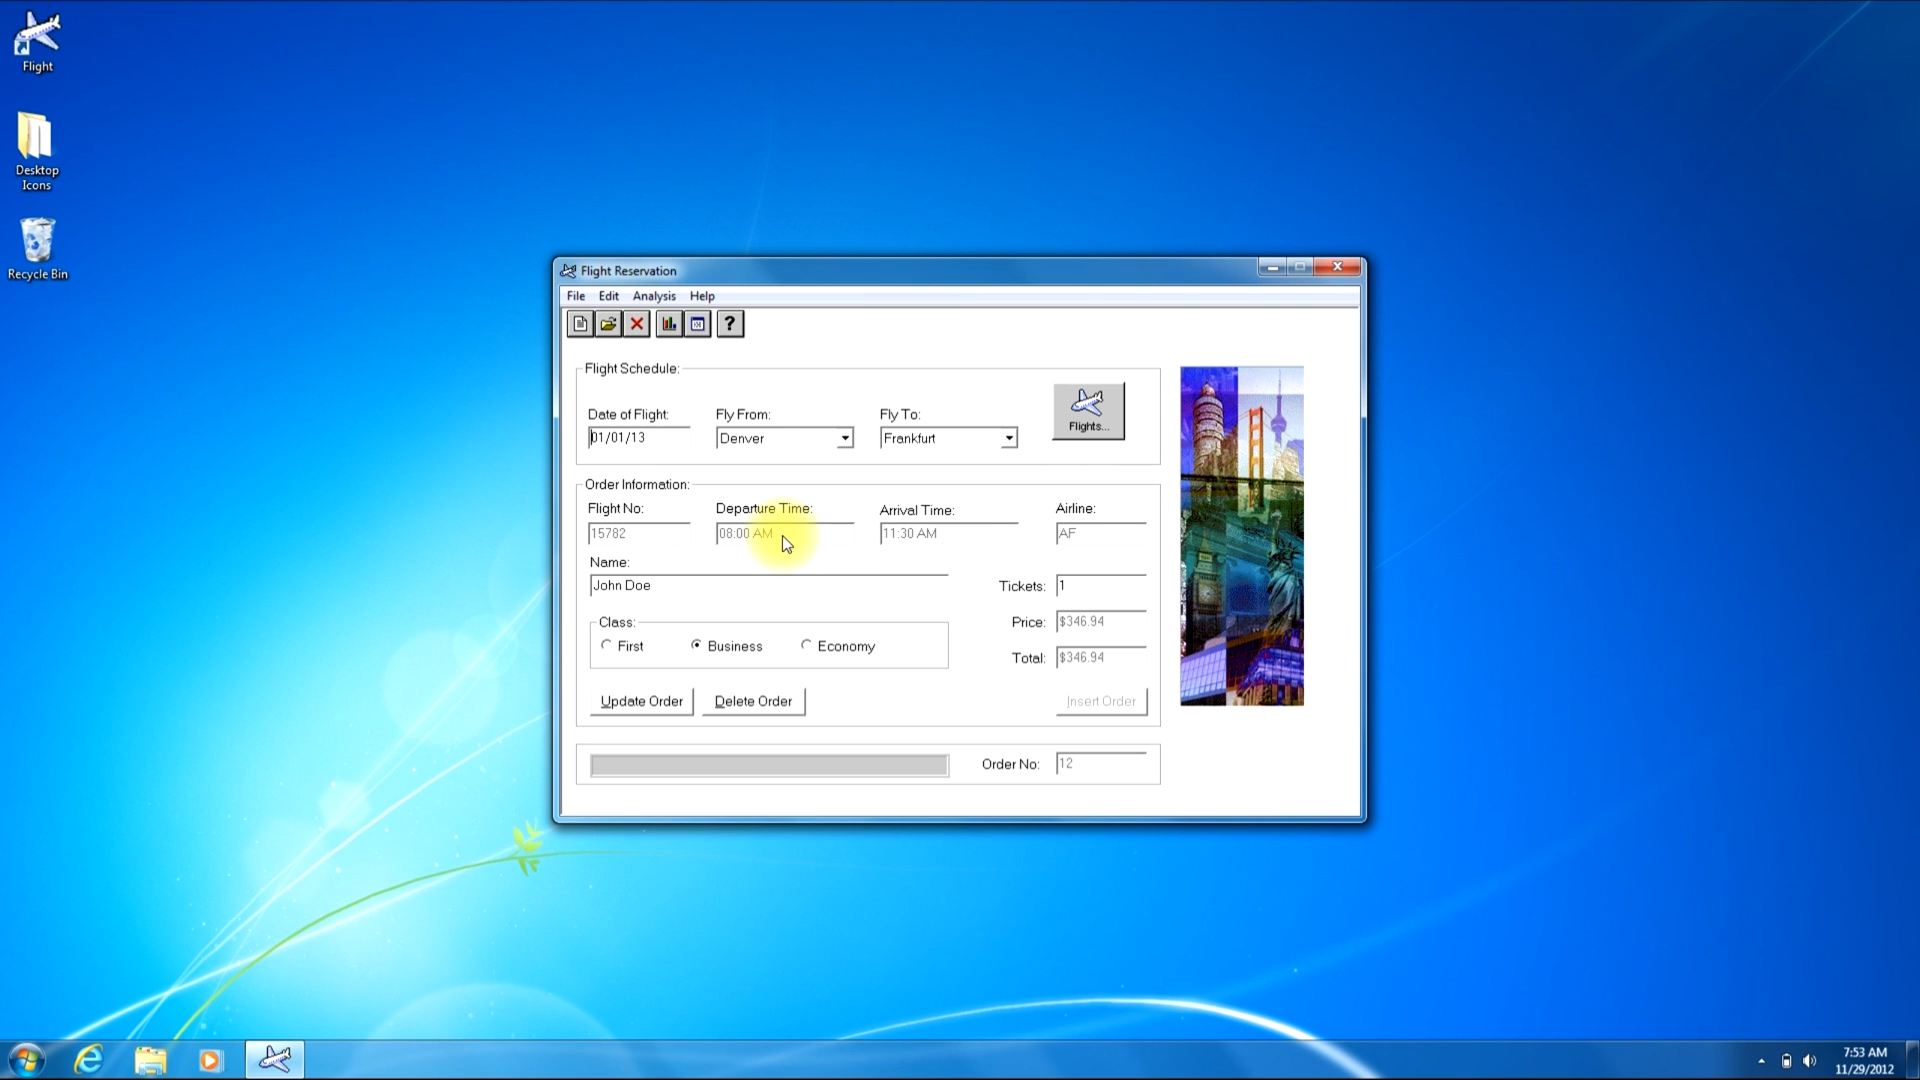 Flight
Desktop
Icons
Recycle Bin
Flight Reservation
File Edit Analysis Help
?
Flight Schedule:
Date of Flight: Fly From: Fly To:
01/01/13 Denver Frankfurt Flights...
Order Information:
Flight No: Departure Time: Arrival Time: Airline:
15782 08:00 AM 11:30 AM AF
Name:
John Doe Tickets: 1
Class: Price: $346.94
First Business Economy
Total: $346.94
Update Order Delete Order Insert Order
Order No: 12
7:53 AM
11/29/2012